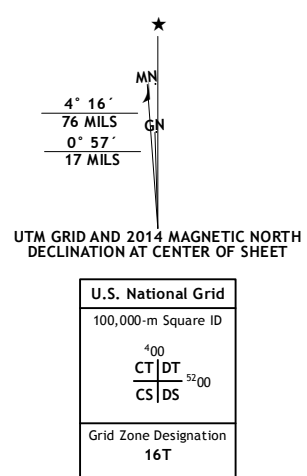 MN
4° 16´
76 MILS
GN
0° 57´
17 MILS
UTM GRID AND 2014 MAGNETIC NORTH
DECLINATION AT CENTER OF SHEET
U.S. National Grid
100,000-m Square ID
⁴00
CT DT
⁵²00
CS DS
Grid Zone Designation
16T